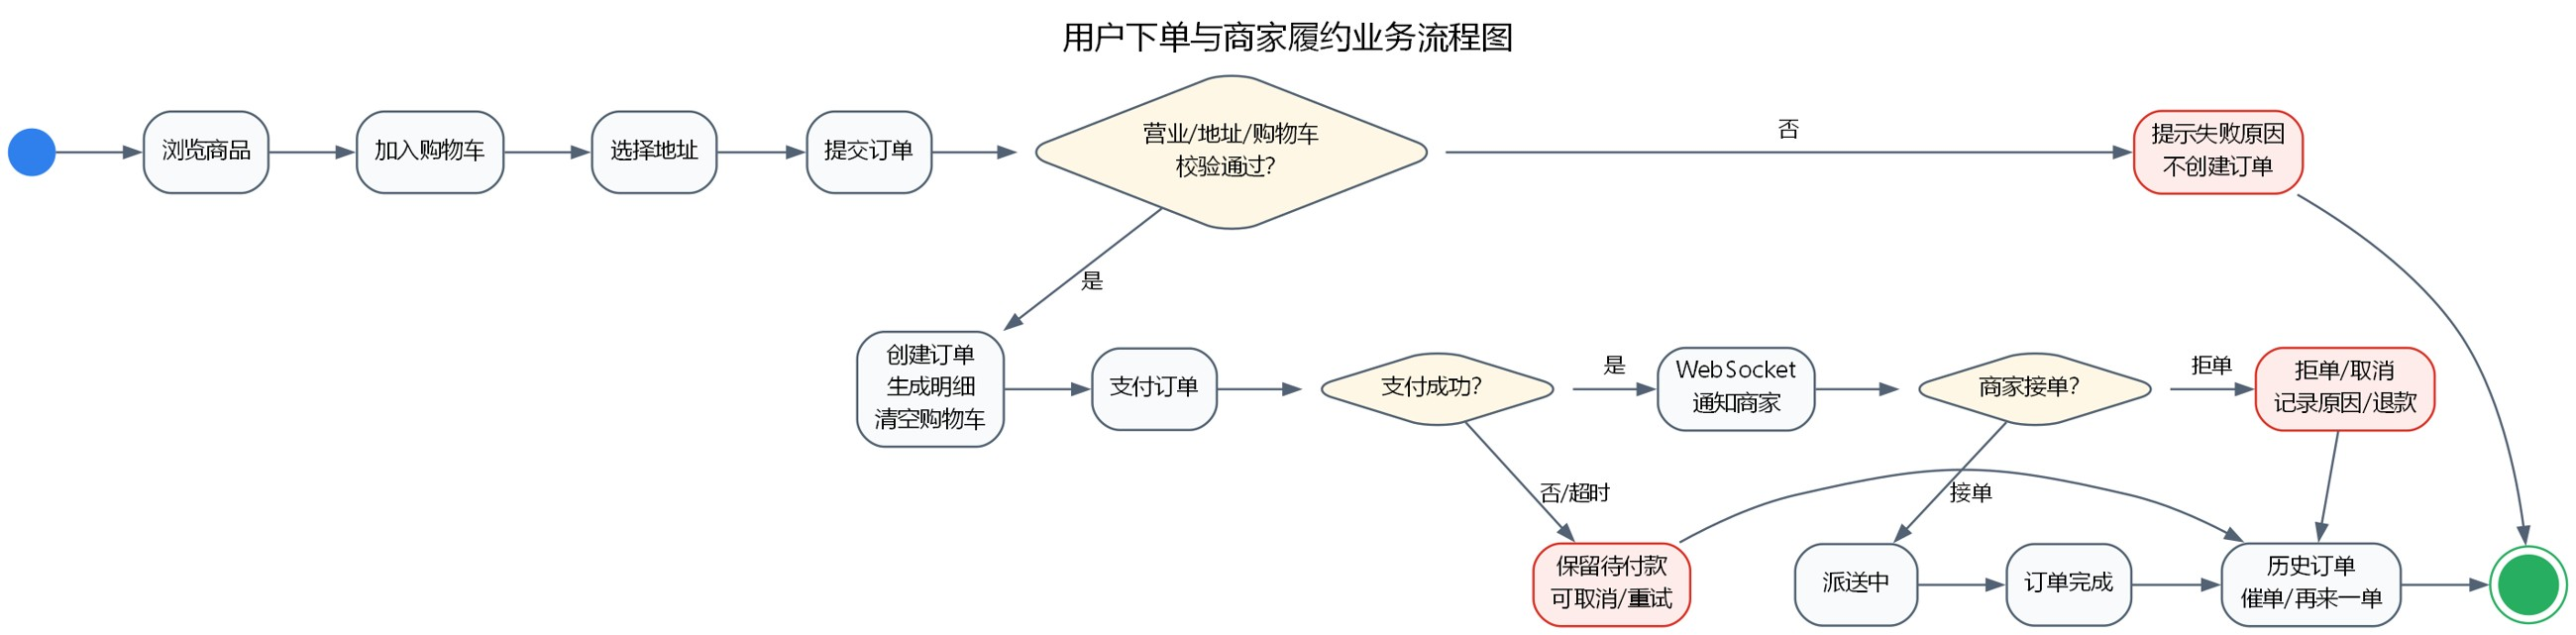 用户下单与商家履约业务流程图
浏览商品
加入购物车
选择地址
提交订单
营业/地址/购物车
校验通过?
否
提示失败原因
不创建订单
是
创建订单
生成明细
清空购物车
支付订单
支付成功?
是
WebSocket
通知商家
商家接单?
拒单
拒单/取消
记录原因/退款
否/超时
接单
保留待付款
可取消/重试
派送中
订单完成
历史订单
催单/再来一单